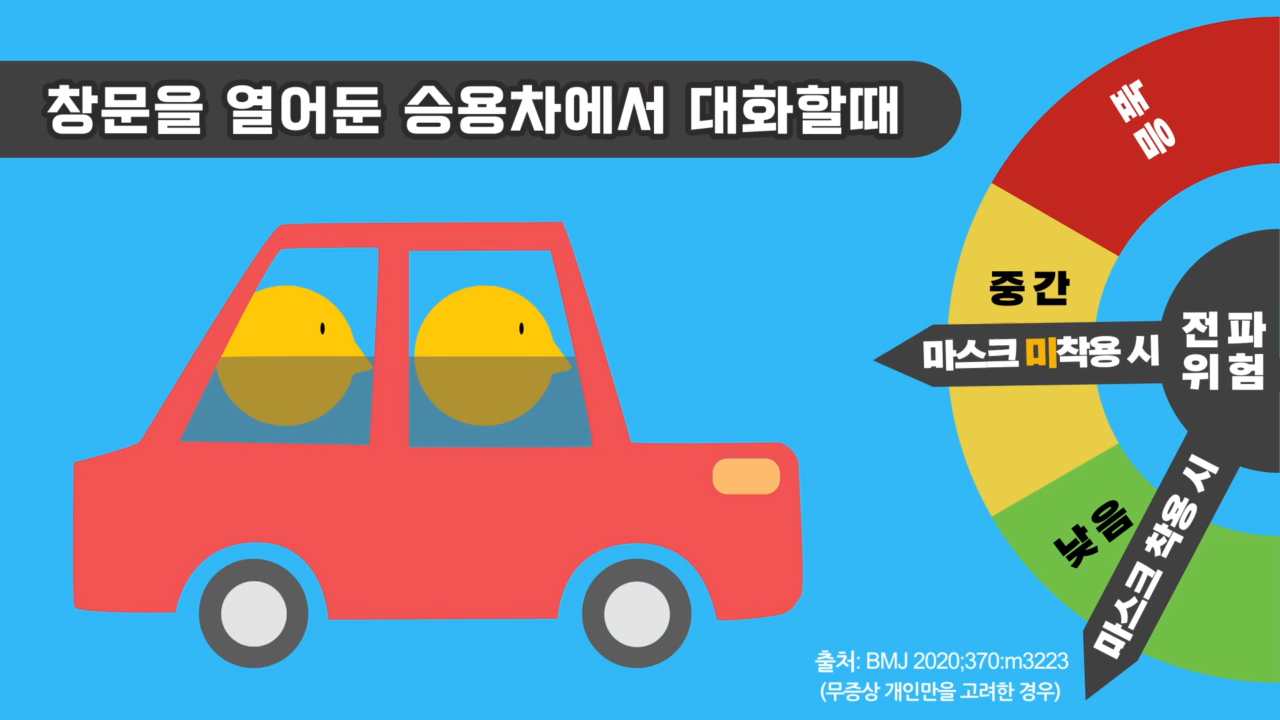 창문을 열어둔 승용차에서 대화할때
높음
중간
마스크 미착용 시
전파
위험
낮음
마스크 착용 시
출처: BMJ 2020;370:m3223
(무증상 개인만을 고려한 경우)